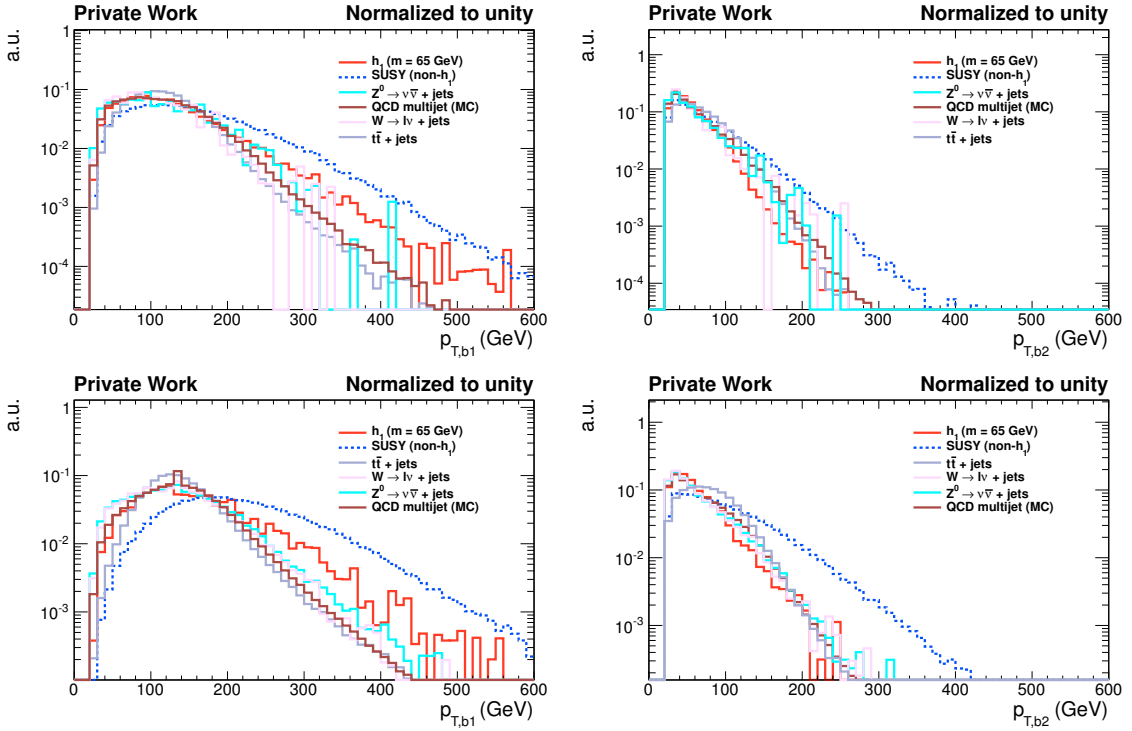 Private Work Normalized to unity
a.u.
1
h₁ (m = 65 GeV)
SUSY (non-h₁)
Z⁰ → νν̅ + jets
QCD multijet (MC)
W → lν + jets
tt̅ + jets
10⁻¹
10⁻²
10⁻³
10⁻⁴
0 100 200 300 400 500 600
p_T,b1 (GeV)
Private Work Normalized to unity
a.u.
1
h₁ (m = 65 GeV)
SUSY (non-h₁)
Z⁰ → νν̅ + jets
QCD multijet (MC)
W → lν + jets
tt̅ + jets
10⁻¹
10⁻²
10⁻³
10⁻⁴
0 100 200 300 400 500 600
p_T,b2 (GeV)
Private Work Normalized to unity
a.u.
1
h₁ (m = 65 GeV)
SUSY (non-h₁)
tt̅ + jets
W → lν + jets
Z⁰ → νν̅ + jets
QCD multijet (MC)
10⁻¹
10⁻²
10⁻³
0 100 200 300 400 500 600
p_T,b1 (GeV)
Private Work Normalized to unity
a.u.
1
h₁ (m = 65 GeV)
SUSY (non-h₁)
tt̅ + jets
W → lν + jets
Z⁰ → νν̅ + jets
QCD multijet (MC)
10⁻¹
10⁻²
10⁻³
0 100 200 300 400 500 600
p_T,b2 (GeV)